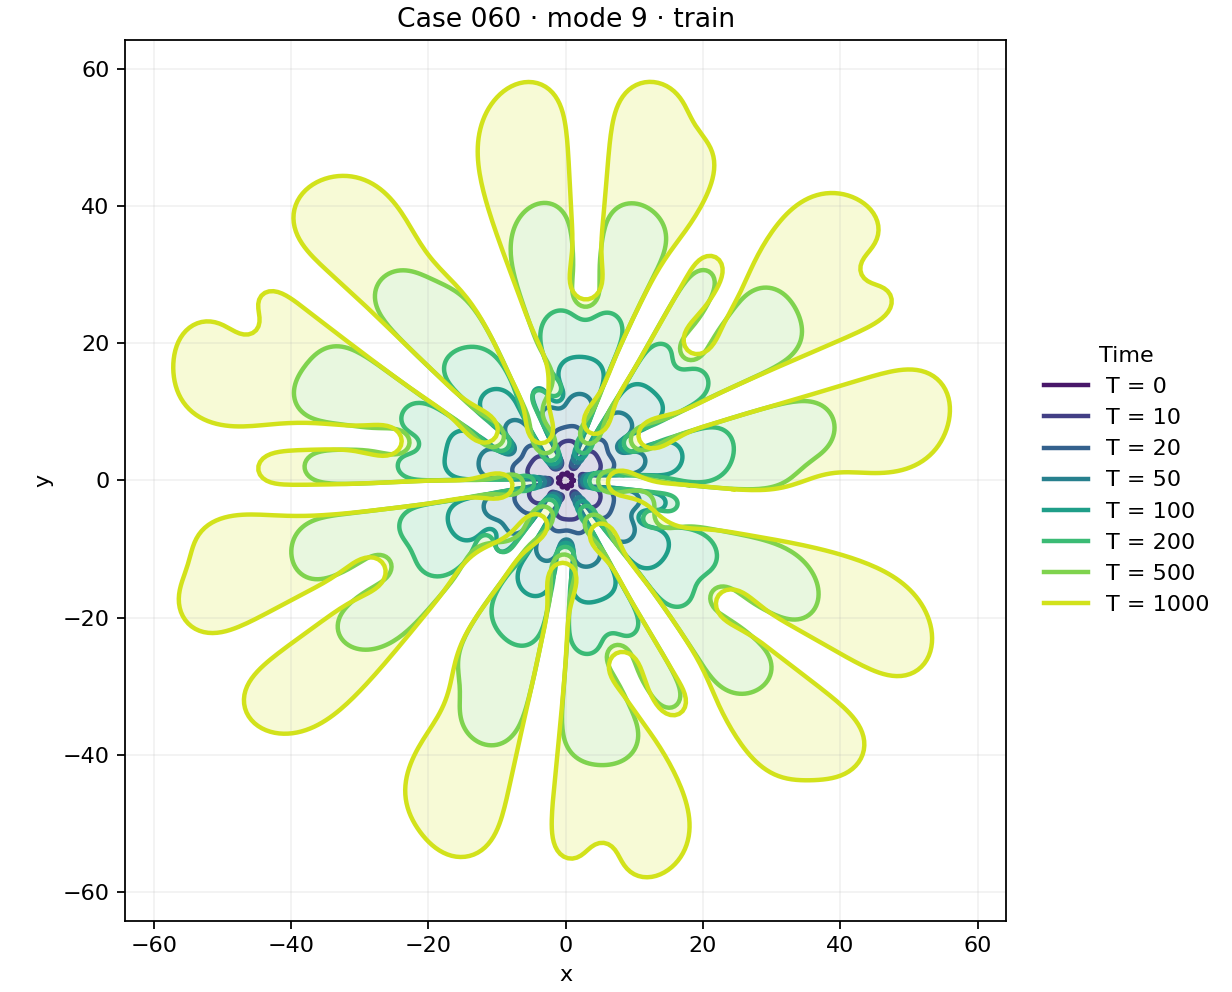 Case 060 · mode 9 · train
60
40
20
0
−20
−40
−60
y
−60 −40 −20 0 20 40 60
x
Time
T = 0
T = 10
T = 20
T = 50
T = 100
T = 200
T = 500
T = 1000